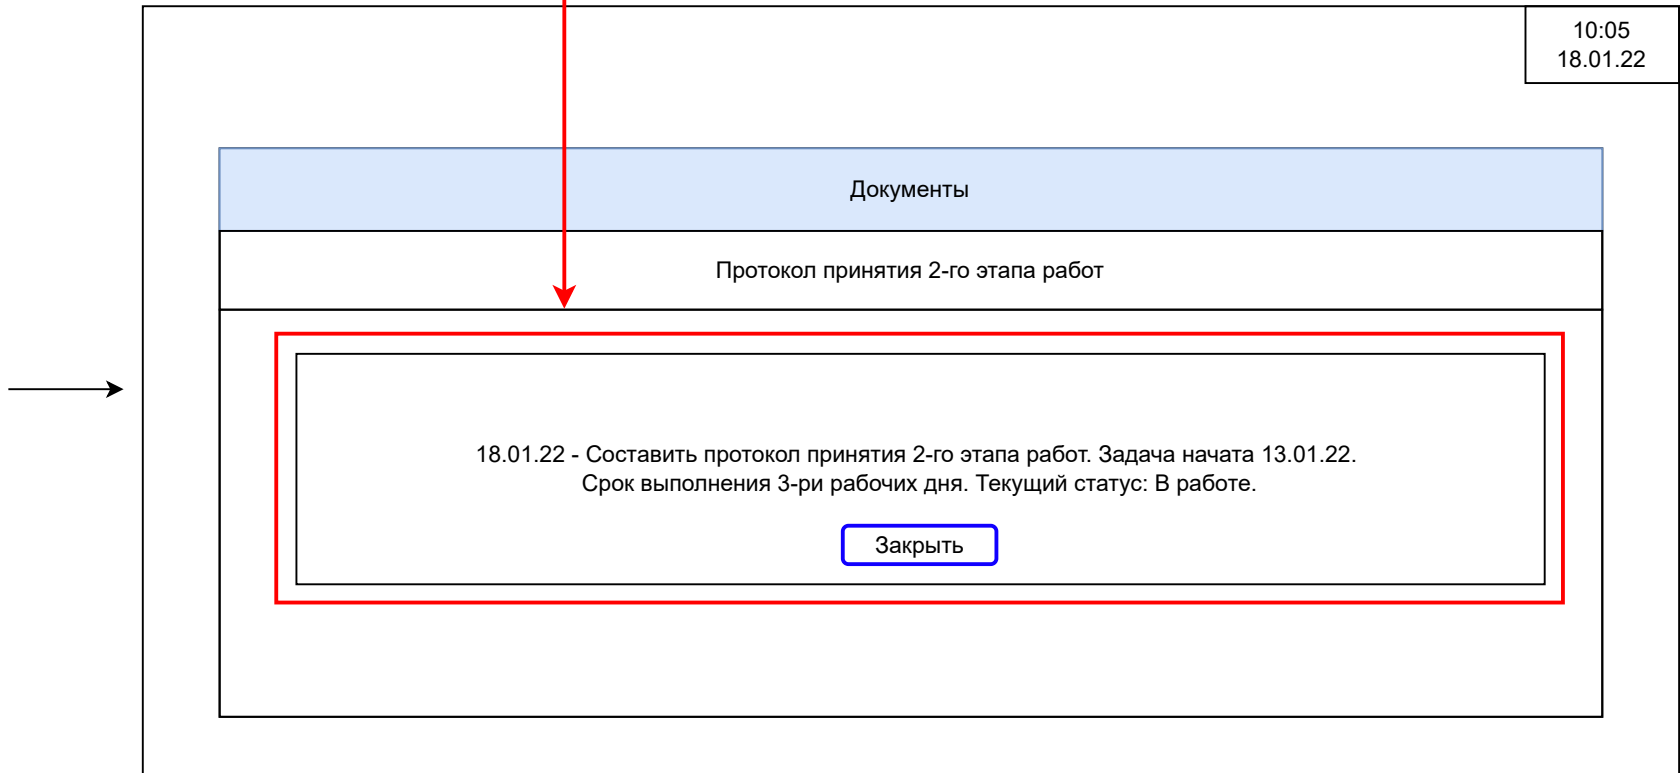 10:05
18.01.22
Документы
Протокол принятия 2-го этапа работ
18.01.22 - Составить протокол принятия 2-го этапа работ. Задача начата 13.01.22.
Срок выполнения 3-ри рабочих дня. Текущий статус: В работе.
Закрыть